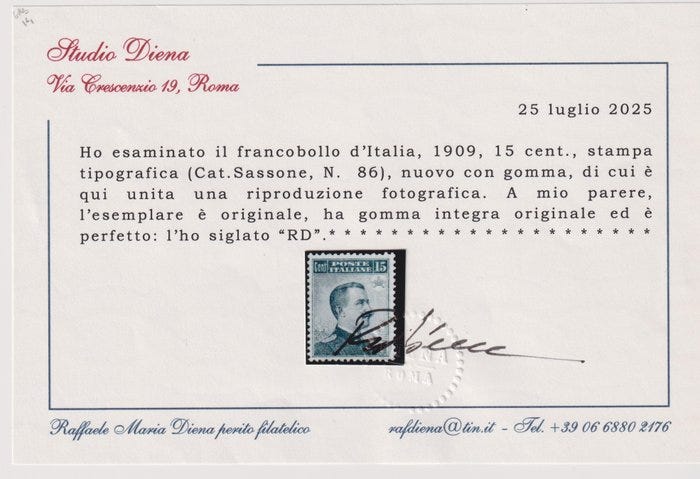 Studio Diena
Via Crescenzio 19, Roma
25 luglio 2025
Ho esaminato il francobollo d'Italia, 1909, 15 cent., stampa
tipografica (Cat.Sassone, N. 86), nuovo con gomma, di cui è
qui unita una riproduzione fotografica. A mio parere,
l'esemplare è originale, ha gomma integra originale ed è
perfetto: l'ho siglato "RD".* * * * * * * * * * * * * * * * * * * * * *
POSTE
Cent ITALIANE 15
ROMA
Raffaele Maria Diena perito filatelico
rafdiena@tin.it - Tel. +39 06 6880 2176